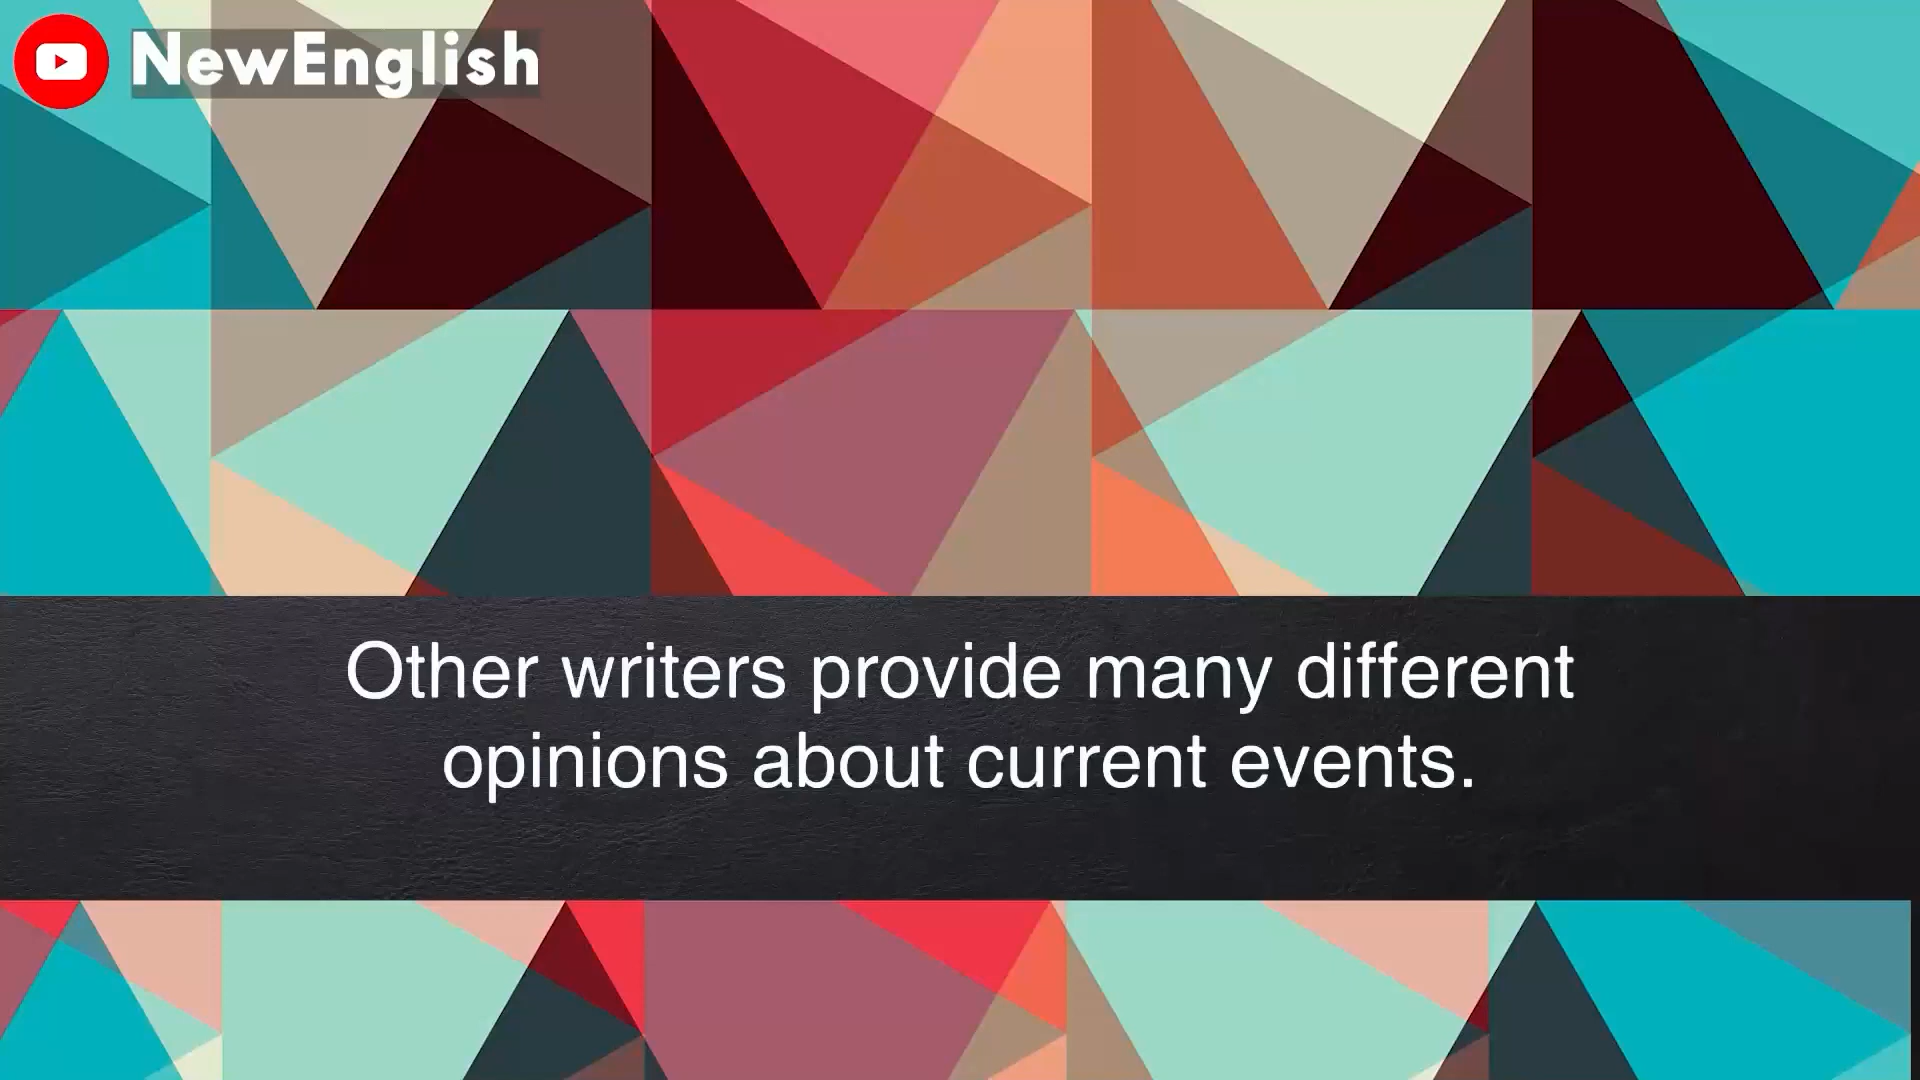 NewEnglish
Other writers provide many different
opinions about current events.